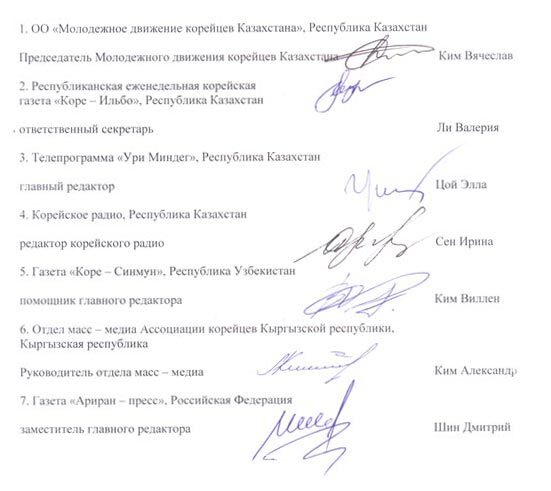 1. ОО «Молодежное движение корейцев Казахстана», Республика Казахстан
Председатель Молодежного движения корейцев Казахстана Ким Вячеслав
2. Республиканская еженедельная корейская
газета «Коре – Ильбо», Республика Казахстан
ответственный секретарь Ли Валерия
3. Телепрограмма «Ури Миндег», Республика Казахстан
главный редактор Цой Элла
4. Корейское радио, Республика Казахстан
редактор корейского радио Сен Ирина
5. Газета «Коре – Синмун», Республика Узбекистан
помощник главного редактора Ким Виллен
6. Отдел масс – медиа Ассоциации корейцев Кыргызской республики,
Кыргызская республика
Руководитель отдела масс – медиа Ким Александр
7. Газета «Ариран – пресс», Российская Федерация
заместитель главного редактора Шин Дмитрий